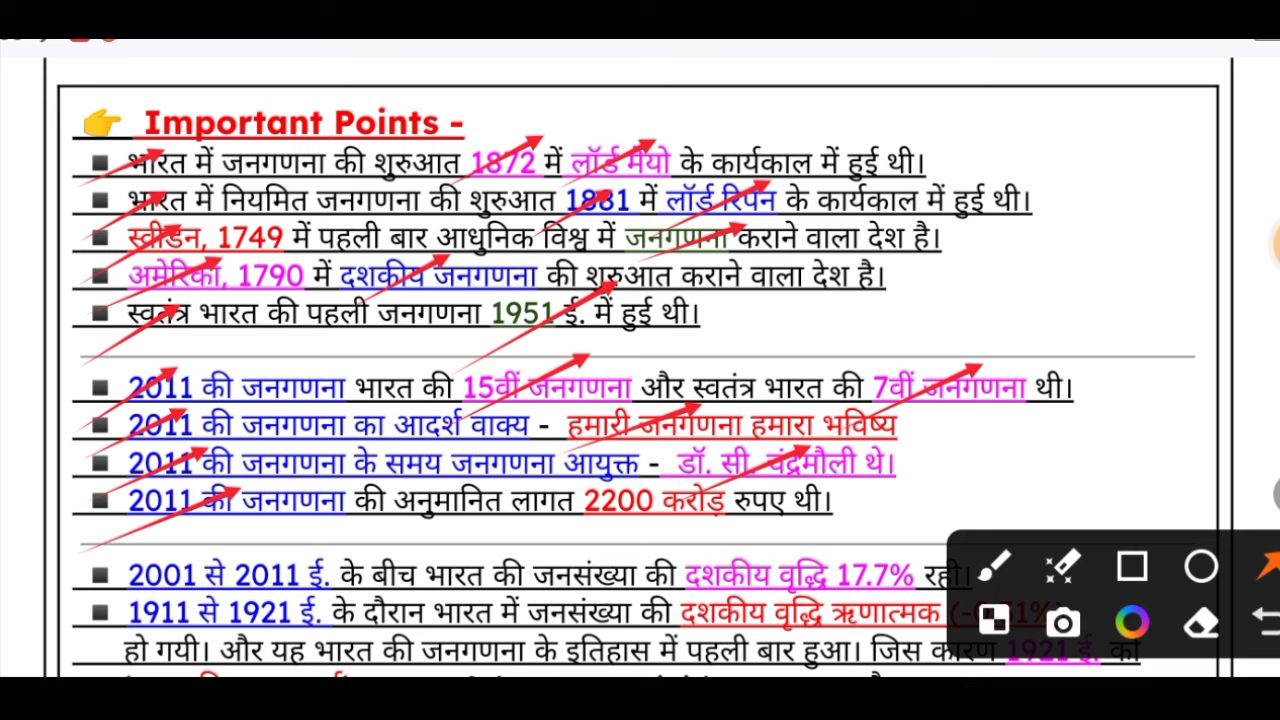 Important Points -
भारत में जनगणना की शुरुआत 1872 में लॉर्ड मेयो के कार्यकाल में हुई थी।
भारत में नियमित जनगणना की शुरुआत 1881 में लॉर्ड रिपन के कार्यकाल में हुई थी।
स्वीडन, 1749 में पहली बार आधुनिक विश्व में जनगणना कराने वाला देश है।
अमेरिका, 1790 में दशकीय जनगणना की शुरुआत कराने वाला देश है।
स्वतंत्र भारत की पहली जनगणना 1951 ई. में हुई थी।
2011 की जनगणना भारत की 15वीं जनगणना और स्वतंत्र भारत की 7वीं जनगणना थी।
2011 की जनगणना का आदर्श वाक्य - हमारी जनगणना हमारा भविष्य
2011 की जनगणना के समय जनगणना आयुक्त - डॉ. सी. चंद्रमौली थे।
2011 की जनगणना की अनुमानित लागत 2200 करोड़ रुपए थी।
2001 से 2011 ई. के बीच भारत की जनसंख्या की दशकीय वृद्धि 17.7% रही।
1911 से 1921 ई. के दौरान भारत में जनसंख्या की दशकीय वृद्धि ऋणात्मक
हो गयी। और यह भारत की जनगणना के इतिहास में पहली बार हुआ। जिस कारण 1921 ई. को